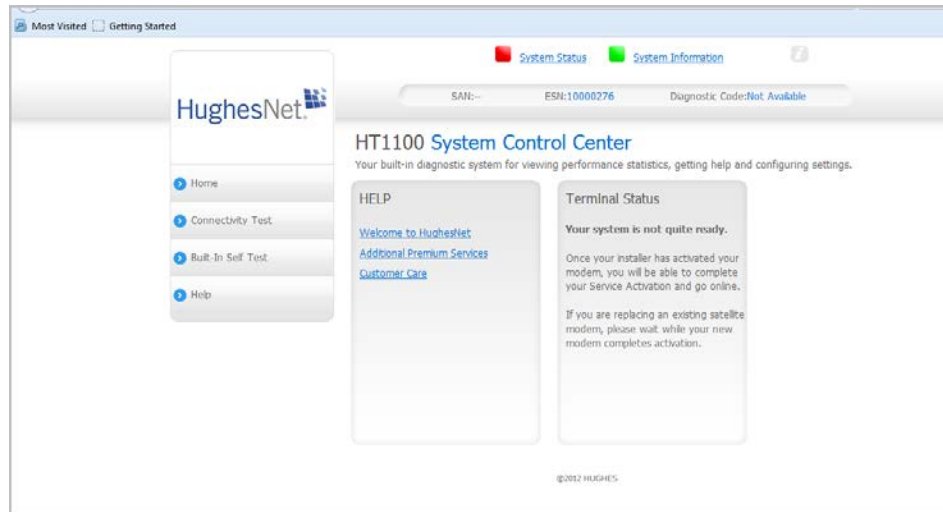 Most Visited Getting Started
System Status System Information
HughesNet.
SAN:-- ESN:10000276 Diagnostic Code:Not Available
HT1100 System Control Center
Your built-in diagnostic system for viewing performance statistics, getting help and configuring settings.
Home
Connectivity Test
Built-In Self Test
Help
HELP
Welcome to HughesNet
Additional Premium Services
Customer Care
Terminal Status
Your system is not quite ready.
Once your installer has activated your
modem, you will be able to complete
your Service Activation and go online.
If you are replacing an existing satellite
modem, please wait while your new
modem completes activation.
@2012 HUGHES